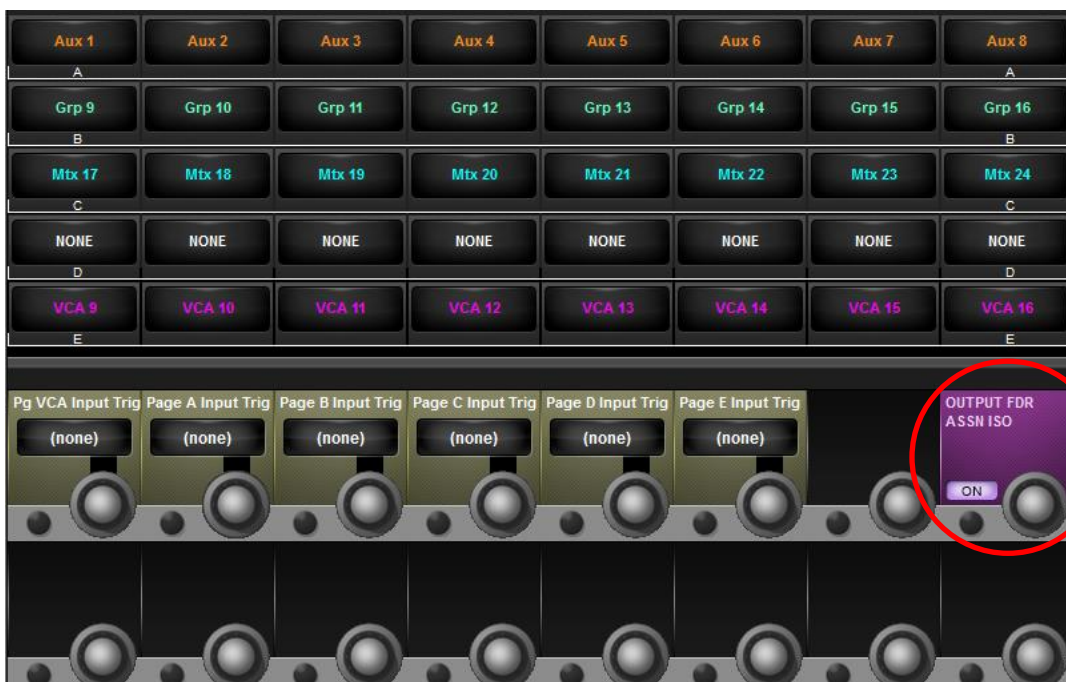 Aux 1 Aux 2 Aux 3 Aux 4 Aux 5 Aux 6 Aux 7 Aux 8
A A
Grp 9 Grp 10 Grp 11 Grp 12 Grp 13 Grp 14 Grp 15 Grp 16
B B
Mtx 17 Mtx 18 Mtx 19 Mtx 20 Mtx 21 Mtx 22 Mtx 23 Mtx 24
C C
NONE NONE NONE NONE NONE NONE NONE NONE
D D
VCA 9 VCA 10 VCA 11 VCA 12 VCA 13 VCA 14 VCA 15 VCA 16
E E
Pg VCA Input Trig Page A Input Trig Page B Input Trig Page C Input Trig Page D Input Trig Page E Input Trig OUTPUT FDR
ASSN ISO
(none) (none) (none) (none) (none) (none)
ON